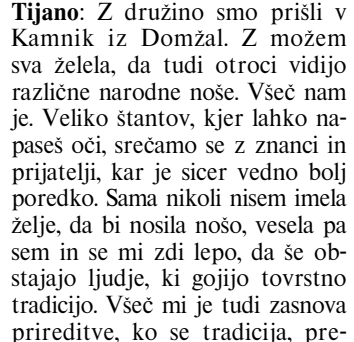 Tijano: Z družino smo prišli v
Kamnik iz Domžal. Z možem
sva želela, da tudi otroci vidijo
različne narodne noše. Všeč nam
je. Veliko štantov, kjer lahko na-
paseš oči, srečamo se z znanci in
prijatelji, kar je sicer vedno bolj
poredko. Sama nikoli nisem imela
želje, da bi nosila nošo, vesela pa
sem in se mi zdi lepo, da še ob-
stajajo ljudje, ki gojijo tovrstno
tradicijo. Všeč mi je tudi zasnova
prireditve, ko se tradicija, pre-